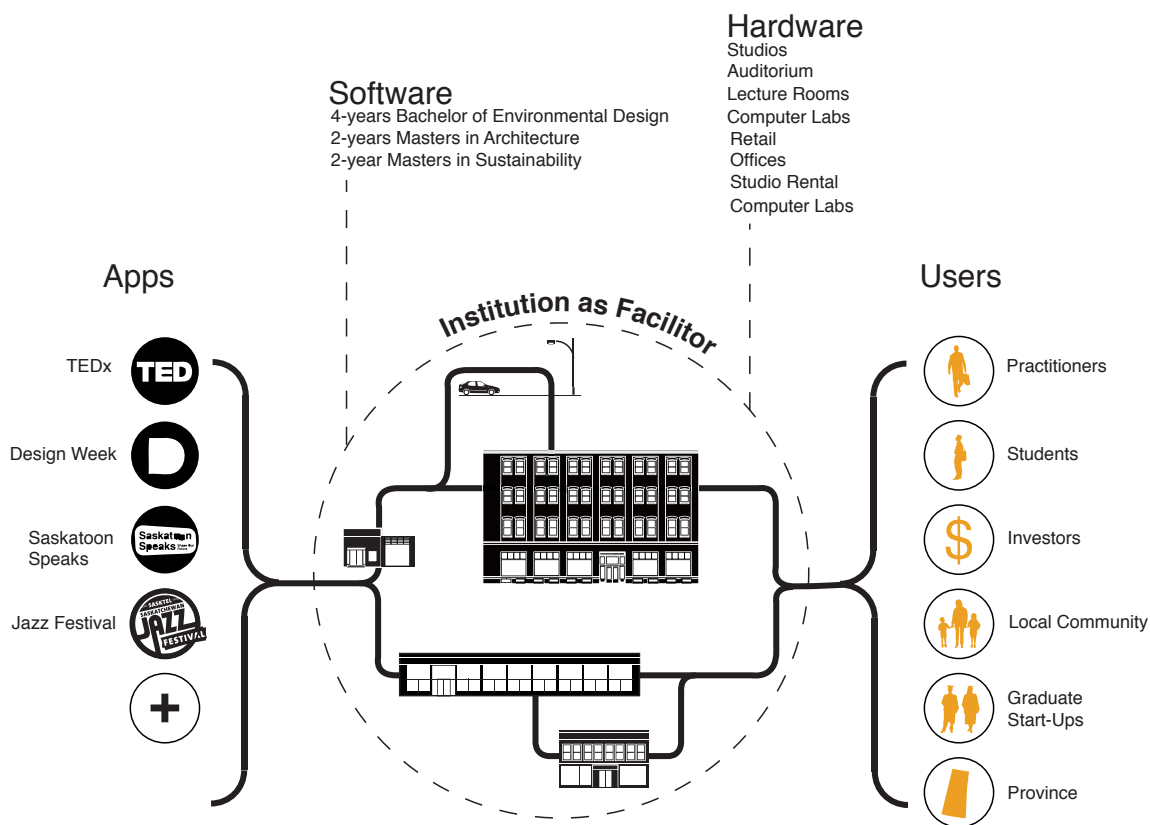 Hardware
Studios
Auditorium
Lecture Rooms
Computer Labs
Retail
Offices
Studio Rental
Computer Labs
Software
4-years Bachelor of Environmental Design
2-years Masters in Architecture
2-year Masters in Sustainability
Apps
TEDx
TED
Design Week
D
Saskatoon
Speaks
Saskatoon
Speaks
Jazz Festival
SASKTEL
SASKATCHEWAN
JAZZ
FESTIVAL
+
Institution as Facilitor
Users
Practitioners
Students
$
Investors
Local Community
Graduate
Start-Ups
Province